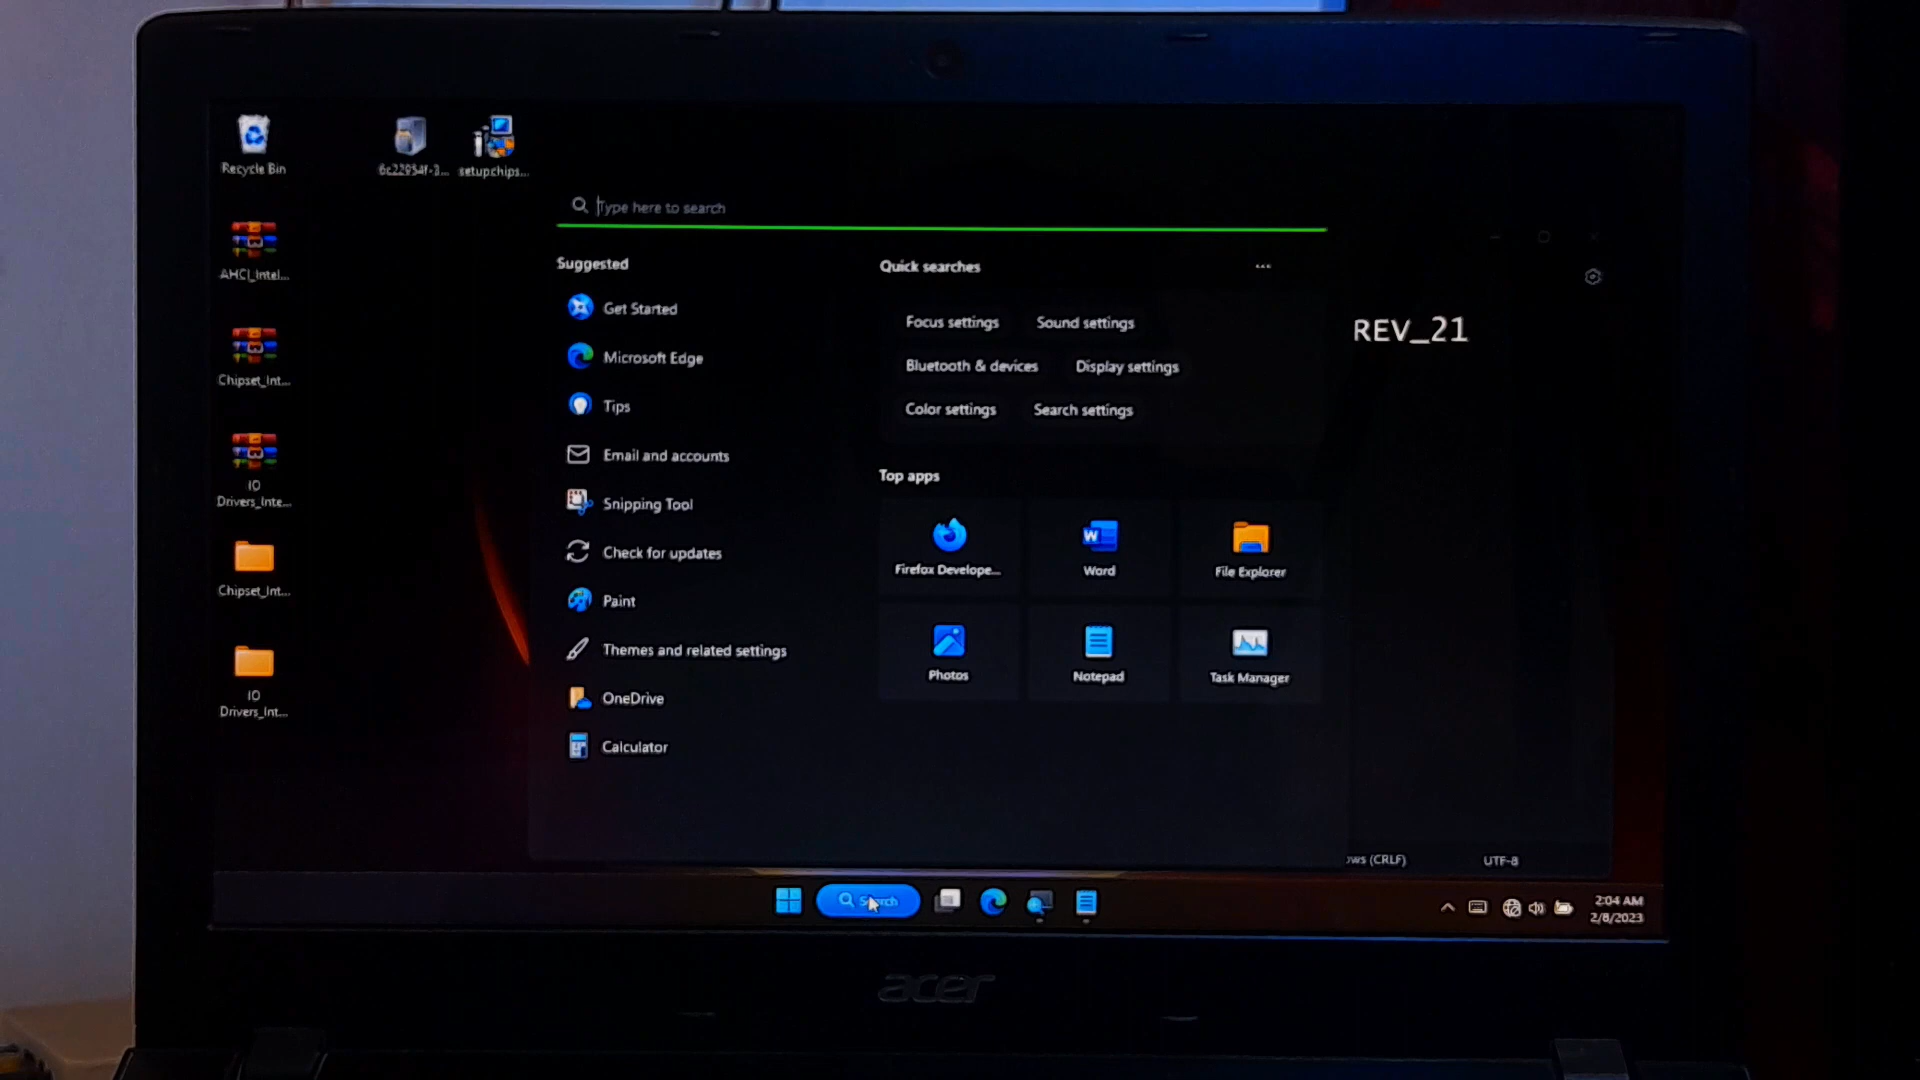 Recycle Bin
setupchips...
AHCI_Intel...
Chipset_Int...
IO
Drivers_Inte...
Chipset_Int...
IO
Drivers_Int...
Type here to search
Suggested
Get Started
Microsoft Edge
Tips
Email and accounts
Snipping Tool
Check for updates
Paint
Themes and related settings
OneDrive
Calculator
Quick searches
Focus settings
Sound settings
Bluetooth & devices
Display settings
Color settings
Search settings
Top apps
Firefox Develope...
Word
File Explorer
Photos
Notepad
Task Manager
REV_21
ows (CRLF)
UTF-8
Search
2:04 AM
2/8/2023
acer